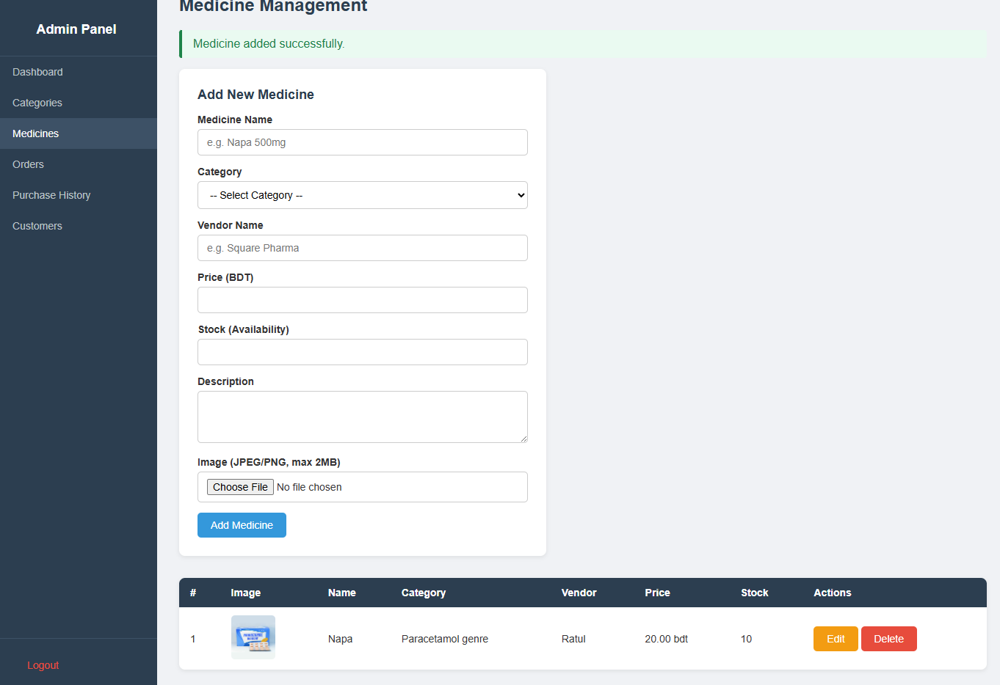 Medicine Management
Admin Panel
Medicine added successfully.
Dashboard
Categories
Medicines
Orders
Purchase History
Customers
Logout
Add New Medicine
Medicine Name
e.g. Napa 500mg
Category
-- Select Category --
Vendor Name
e.g. Square Pharma
Price (BDT)
Stock (Availability)
Description
Image (JPEG/PNG, max 2MB)
Choose File No file chosen
Add Medicine
# Image Name Category Vendor Price Stock Actions
1 Napa Paracetamol genre Ratul 20.00 bdt 10 Edit Delete